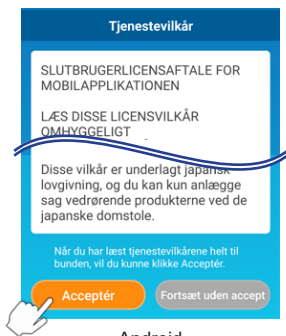 Tjenestevilkår
SLUTBRUGERLICENSAFTALE FOR
MOBILAPPLIKATIONEN
LÆS DISSE LICENSVILKÅR
OMHYGGELIGT
Disse vilkår er underlagt japansk
lovgivning, og du kan kun anlægge
sag vedrørende produkterne ved de
japanske domstole.
Når du har læst tjenestevilkårene helt til
bunden, vil du kunne klikke Acceptér.
Acceptér
Fortsæt uden accept
Android